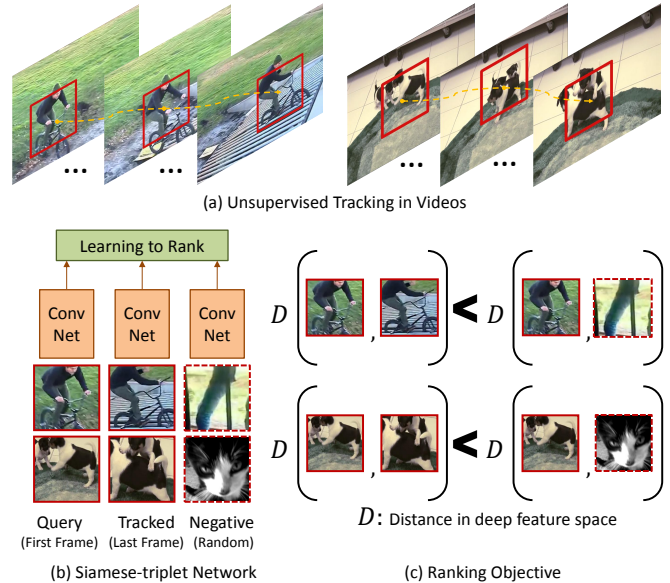 ... ... ... ...
(a) Unsupervised Tracking in Videos
Learning to Rank
Conv Net
Conv Net
Conv Net
Query
(First Frame)
Tracked
(Last Frame)
Negative
(Random)
(b) Siamese-triplet Network
D ( , ) < D ( , )
D ( , ) < D ( , )
D: Distance in deep feature space
(c) Ranking Objective